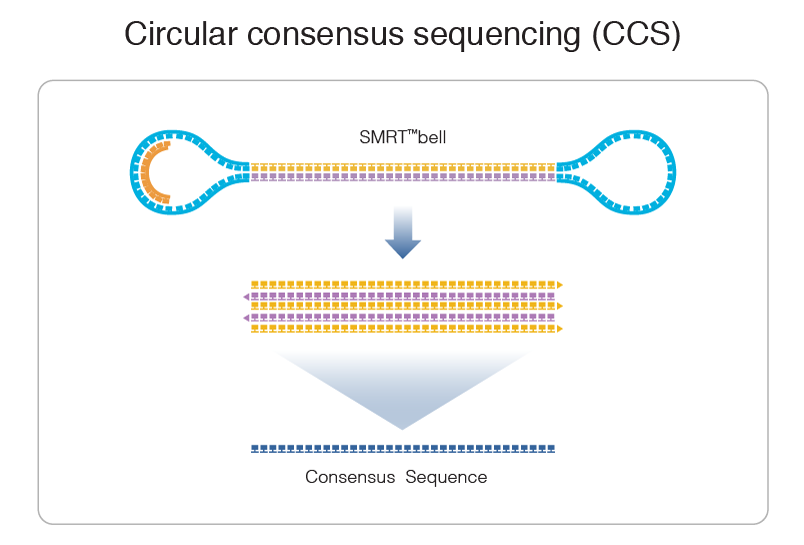 Circular consensus sequencing (CCS)
SMRT™bell
Consensus Sequence